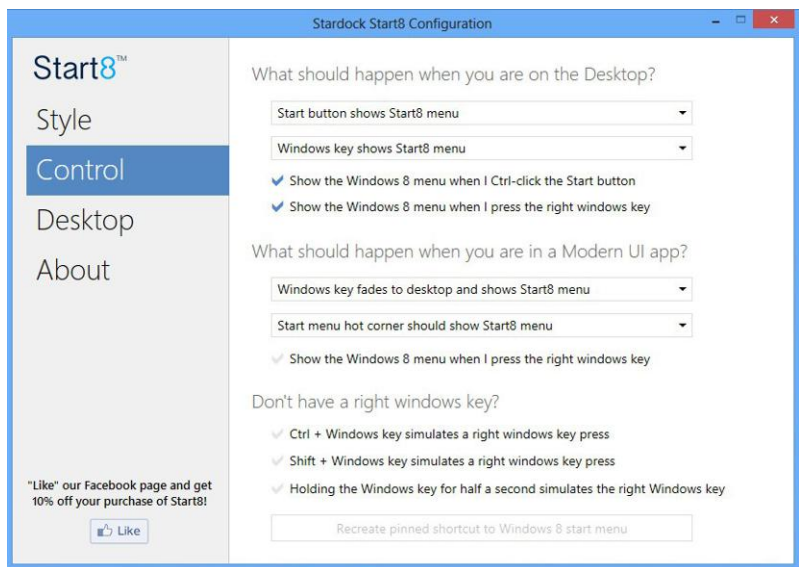 Stardock Start8 Configuration
Start8™
Style
Control
Desktop
About
"Like" our Facebook page and get
10% off your purchase of Start8!
Like
What should happen when you are on the Desktop?
Start button shows Start8 menu
Windows key shows Start8 menu
Show the Windows 8 menu when I Ctrl-click the Start button
Show the Windows 8 menu when I press the right windows key
What should happen when you are in a Modern UI app?
Windows key fades to desktop and shows Start8 menu
Start menu hot corner should show Start8 menu
Show the Windows 8 menu when I press the right windows key
Don't have a right windows key?
Ctrl + Windows key simulates a right windows key press
Shift + Windows key simulates a right windows key press
Holding the Windows key for half a second simulates the right Windows key
Recreate pinned shortcut to Windows 8 start menu